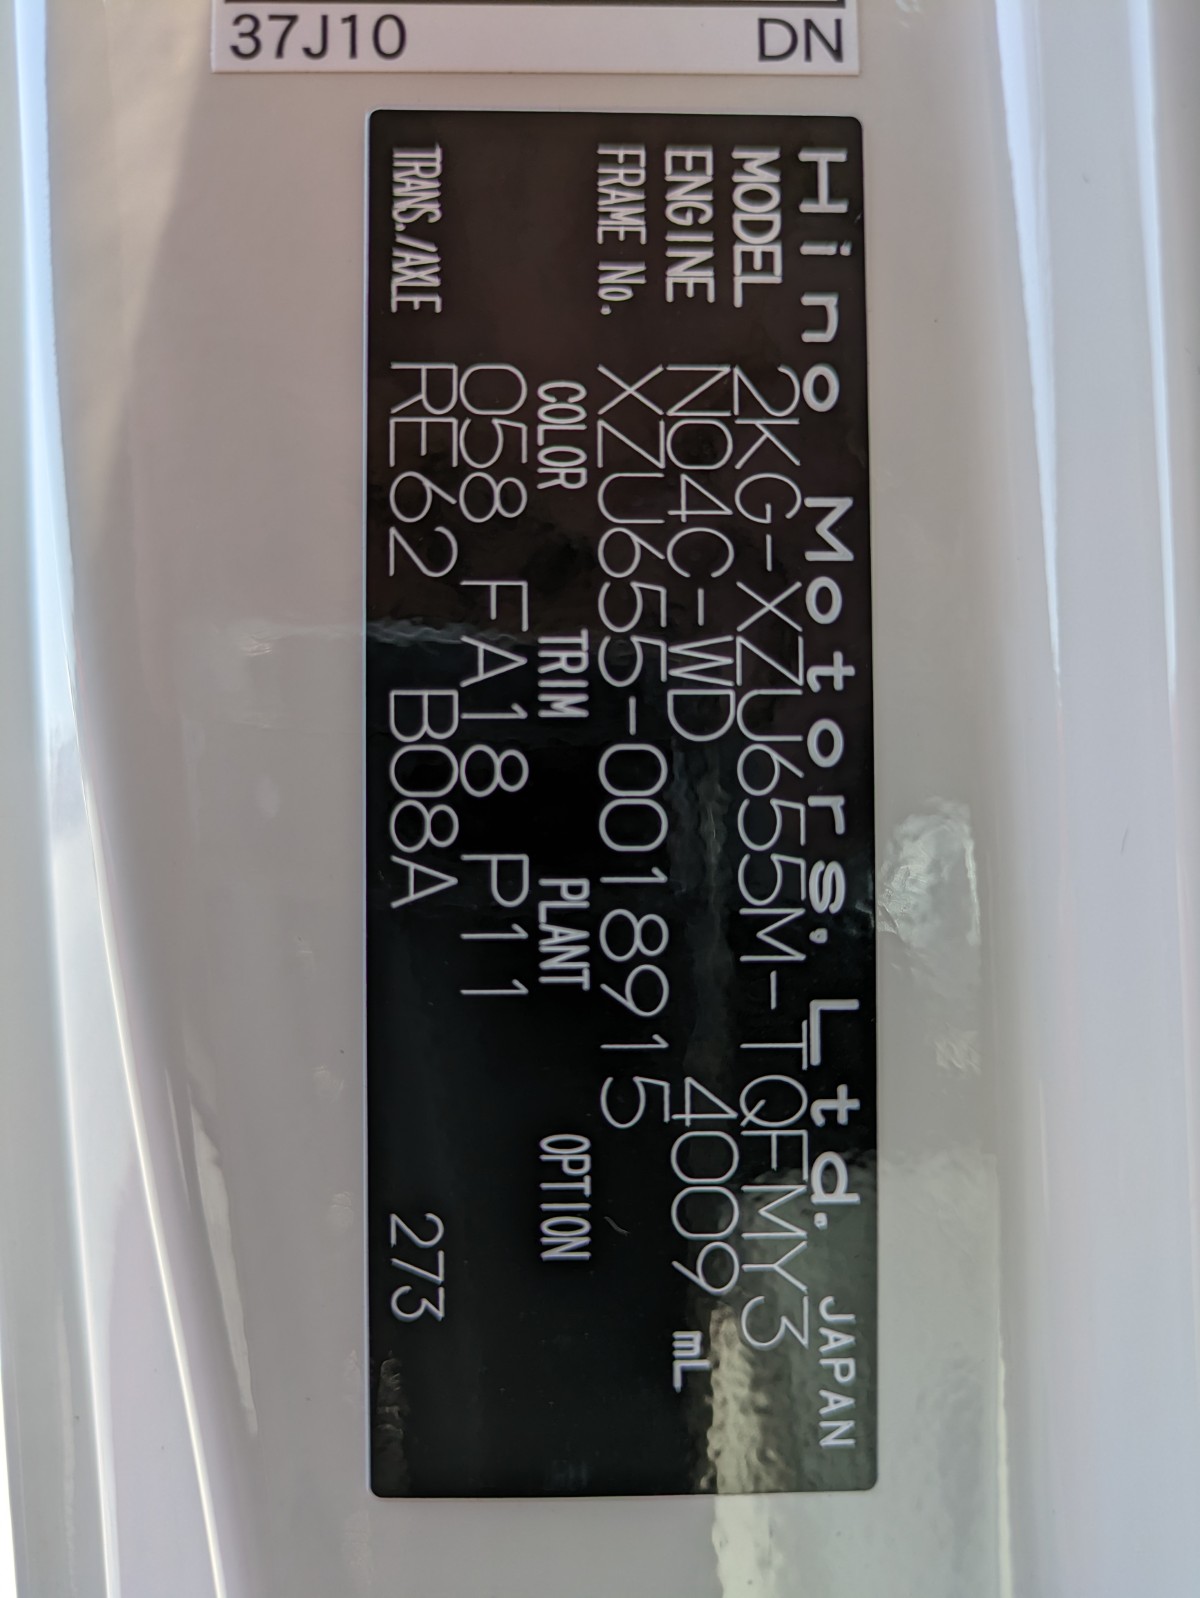 37J10 DN
Hino Motors. Ltd. JAPAN
MODEL 2KG-XZU655M-TQFMY3
ENGINE N04C-WD 4009 mL
FRAME No. XZU655-0018915
COLOR TRIM PLANT OPTION
058 FA18 P11
TRANS./AXLE RE62 B08A 273